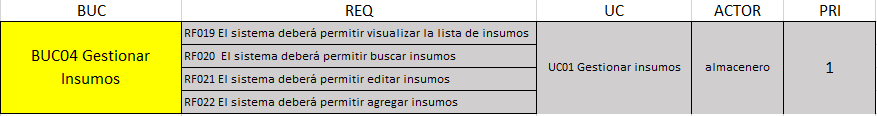 BUC REQ UC ACTOR PRI
RF019 El sistema deberá permitir visualizar la lista de insumos
RF020 El sistema deberá permitir buscar insumos
BUC04 Gestionar
Insumos
UC01 Gestionar insumos almacenero 1
RF021 El sistema deberá permitir editar insumos
RF022 El sistema deberá permitir agregar insumos